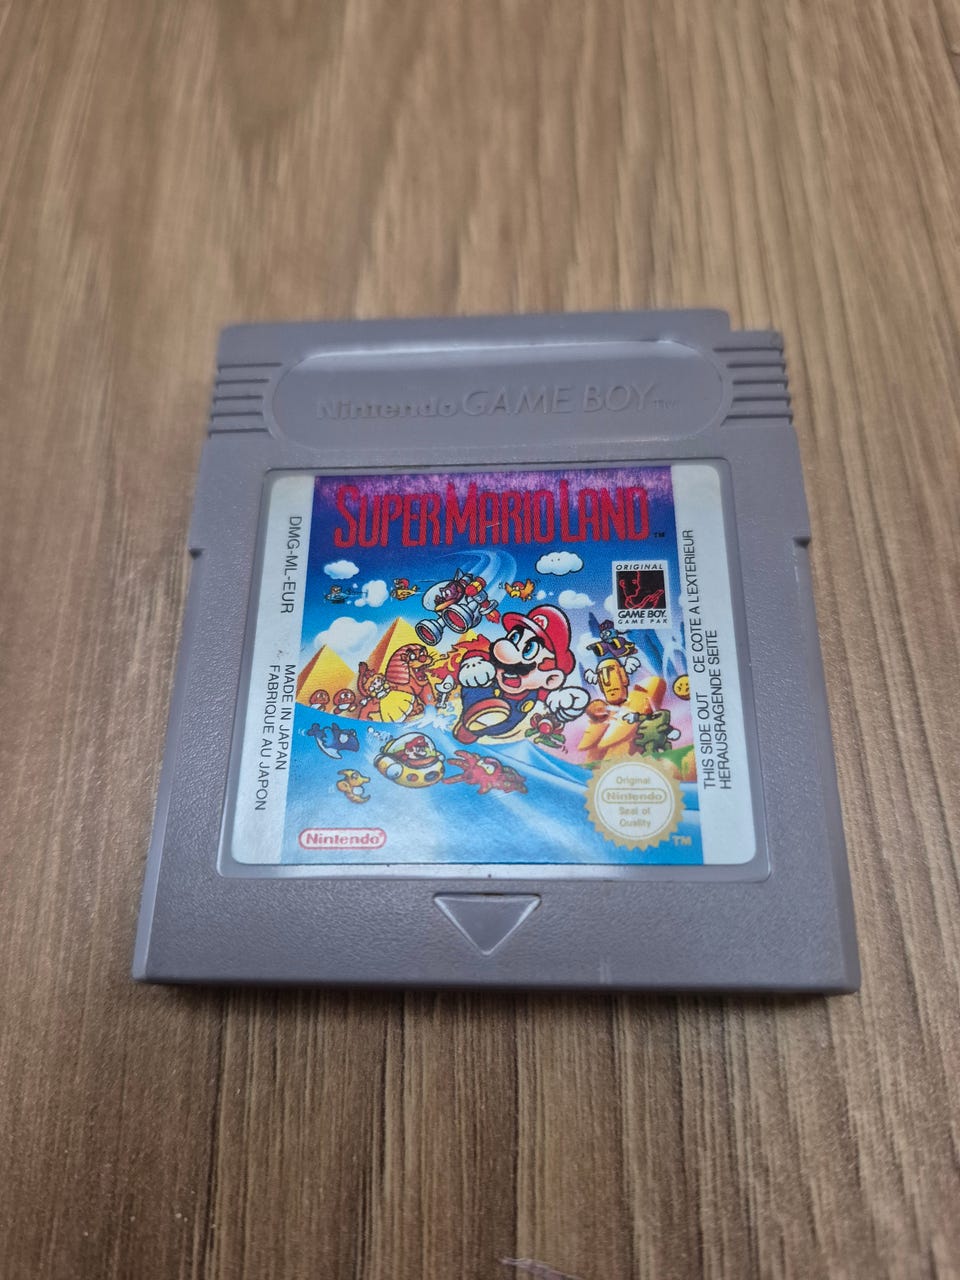 Nintendo GAME BOY TM
SUPER MARIO LAND TM
ORIGINAL
GAME BOY
GAME PAK
DMG-ML-EUR
MADE IN JAPAN
FABRIQUE AU JAPON
THIS SIDE OUT CE COTE A L'EXTERIEUR
HERAUSRAGENDE SEITE
Original
Nintendo
Seal of
Quality
TM
Nintendo